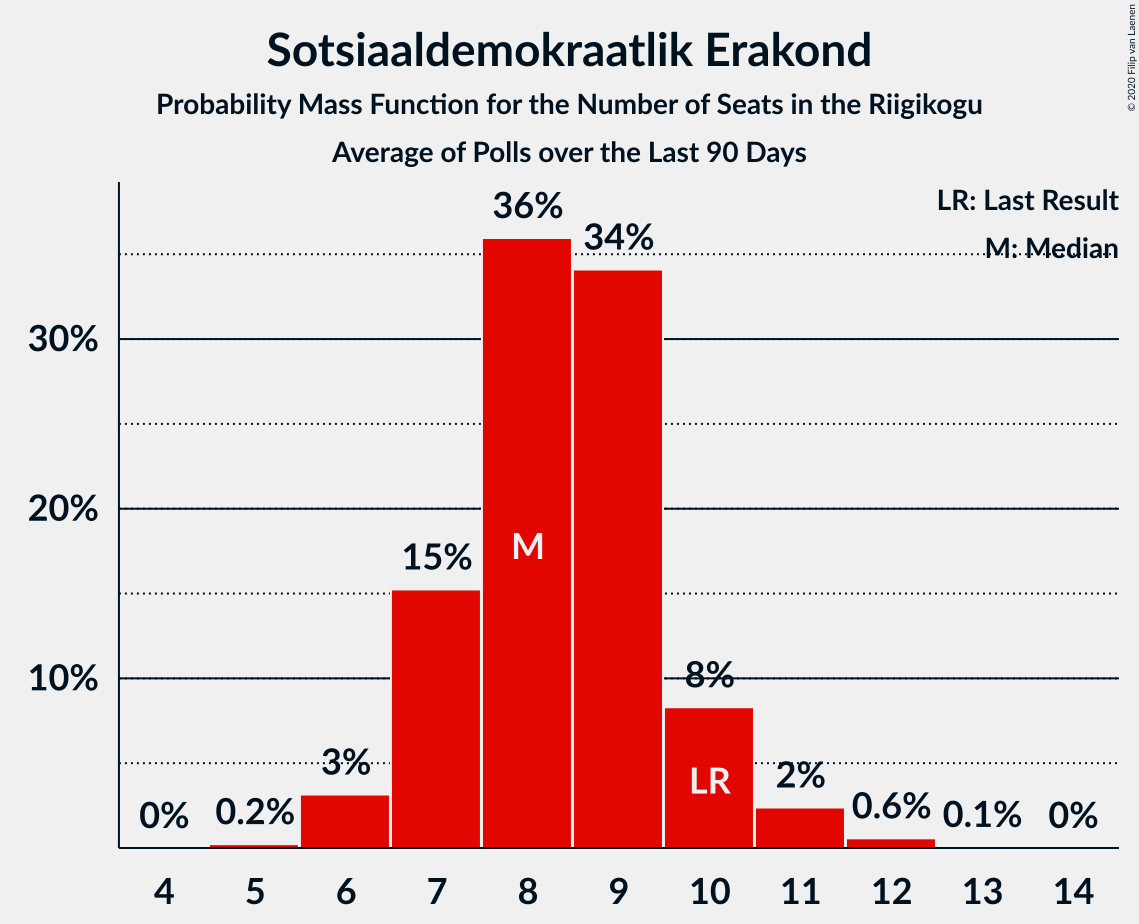 Sotsiaaldemokraatlik Erakond
Probability Mass Function for the Number of Seats in the Riigikogu
Average of Polls over the Last 90 Days
© 2020 Filip van Laenen
LR: Last Result
M: Median
36%
34%
30%
20%
15%
M
10%
8%
3%
LR
2%
0%
0.2%
0.6%
0.1%
0%
4 5 6 7 8 9 10 11 12 13 14